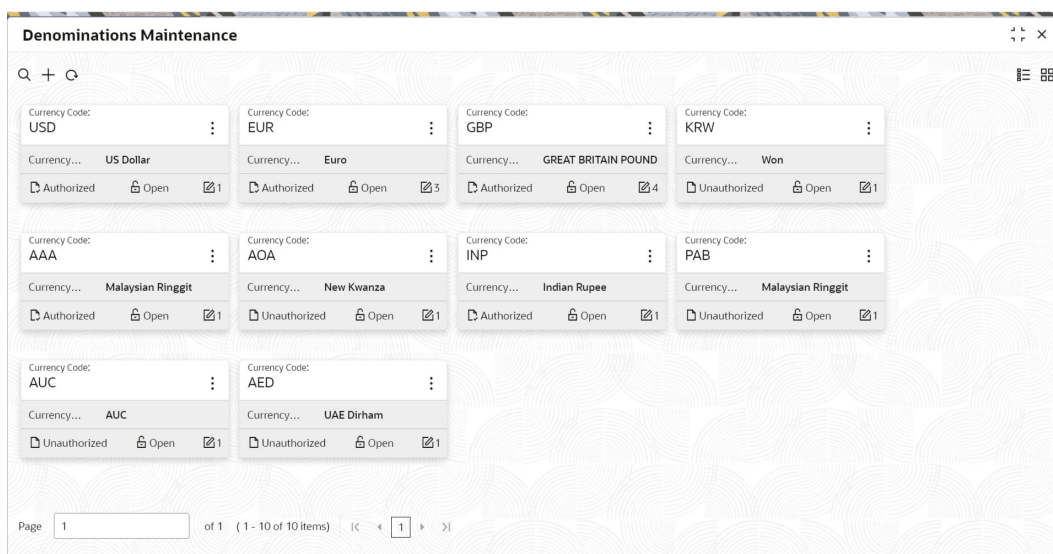 Denominations Maintenance
Currency Code: Currency Code: Currency Code: Currency Code:
USD EUR GBP KRW
Currency... US Dollar Currency... Euro Currency... GREAT BRITAIN POUND Currency... Won
Authorized Open 1 Authorized Open 3 Authorized Open 4 Unauthorized Open 1
Currency Code: Currency Code: Currency Code: Currency Code:
AAA AOA INP PAB
Currency... Malaysian Ringgit Currency... New Kwanza Currency... Indian Rupee Currency... Malaysian Ringgit
Authorized Open 1 Unauthorized Open 1 Authorized Open 1 Unauthorized Open 1
Currency Code: Currency Code:
AUC AED
Currency... AUC Currency... UAE Dirham
Unauthorized Open 1 Unauthorized Open 1
Page 1 of 1 ( 1 - 10 of 10 items) 1